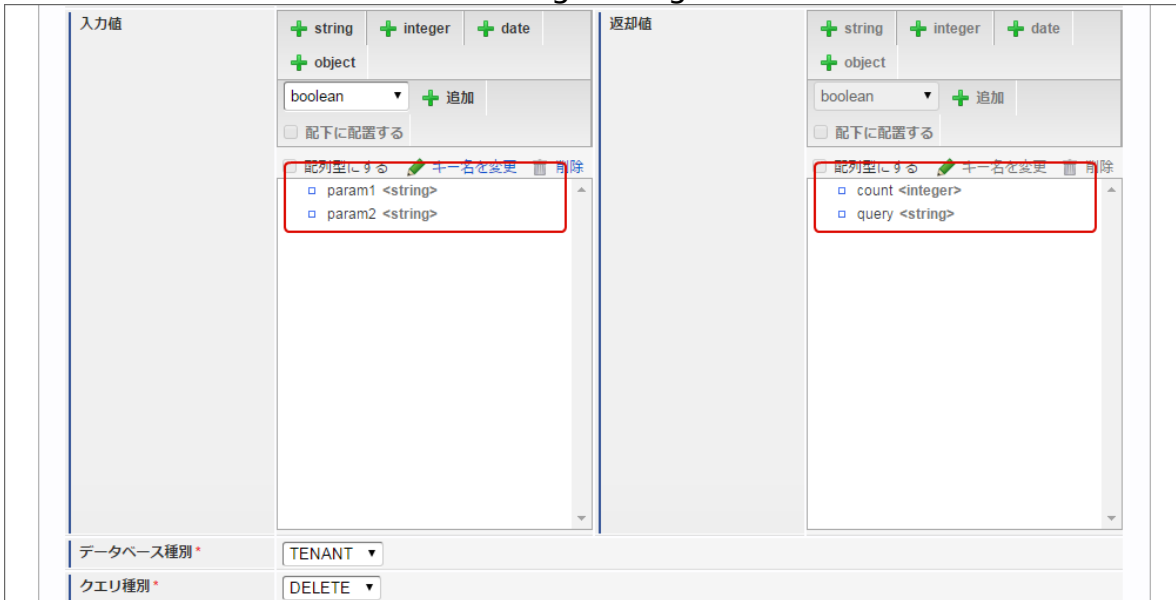 入力値
string integer date
object
boolean 追加
配下に配置する
配列型にする キー名を変更 削除
param1 <string>
param2 <string>
返却値
string integer date
object
boolean 追加
配下に配置する
配列型にする キー名を変更 削除
count <integer>
query <string>
データベース種別*
TENANT
クエリ種別*
DELETE